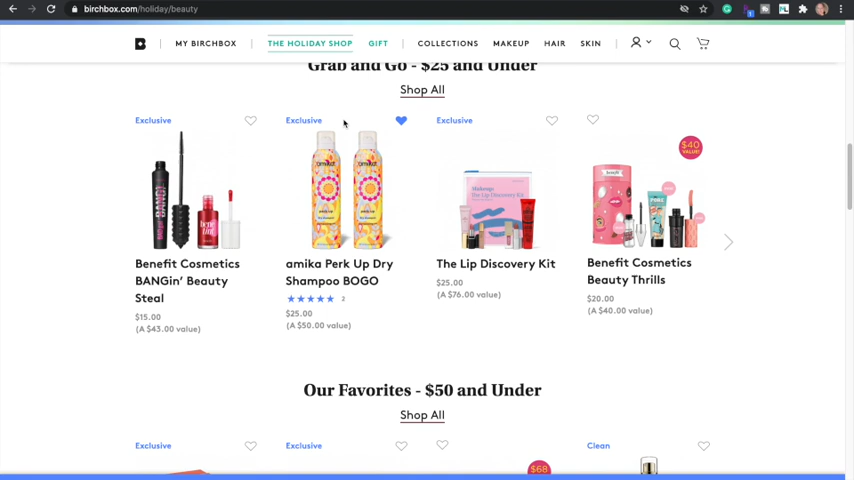 birchbox.com/holiday/beauty
MY BIRCHBOX
THE HOLIDAY SHOP
GIFT
COLLECTIONS
MAKEUP
HAIR
SKIN
Grab and Go - $25 and Under
Shop All
Exclusive
Exclusive
Exclusive
$40
VALUE!
Benefit Cosmetics
BANGin' Beauty
Steal
$15.00
(A $43.00 value)
amika Perk Up Dry
Shampoo BOGO
2
$25.00
(A $50.00 value)
The Lip Discovery Kit
$25.00
(A $76.00 value)
Benefit Cosmetics
Beauty Thrills
$20.00
(A $40.00 value)
Our Favorites - $50 and Under
Shop All
Exclusive
Exclusive
Clean
$68